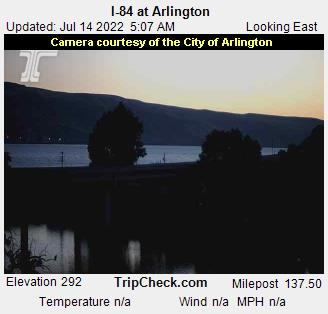 I-84 at Arlington
Updated: Jul 14 2022 5:07 AM Looking East
Camera courtesy of the City of Arlington
Elevation 292 TripCheck.com Milepost 137.50
Temperature n/a Wind n/a MPH n/a